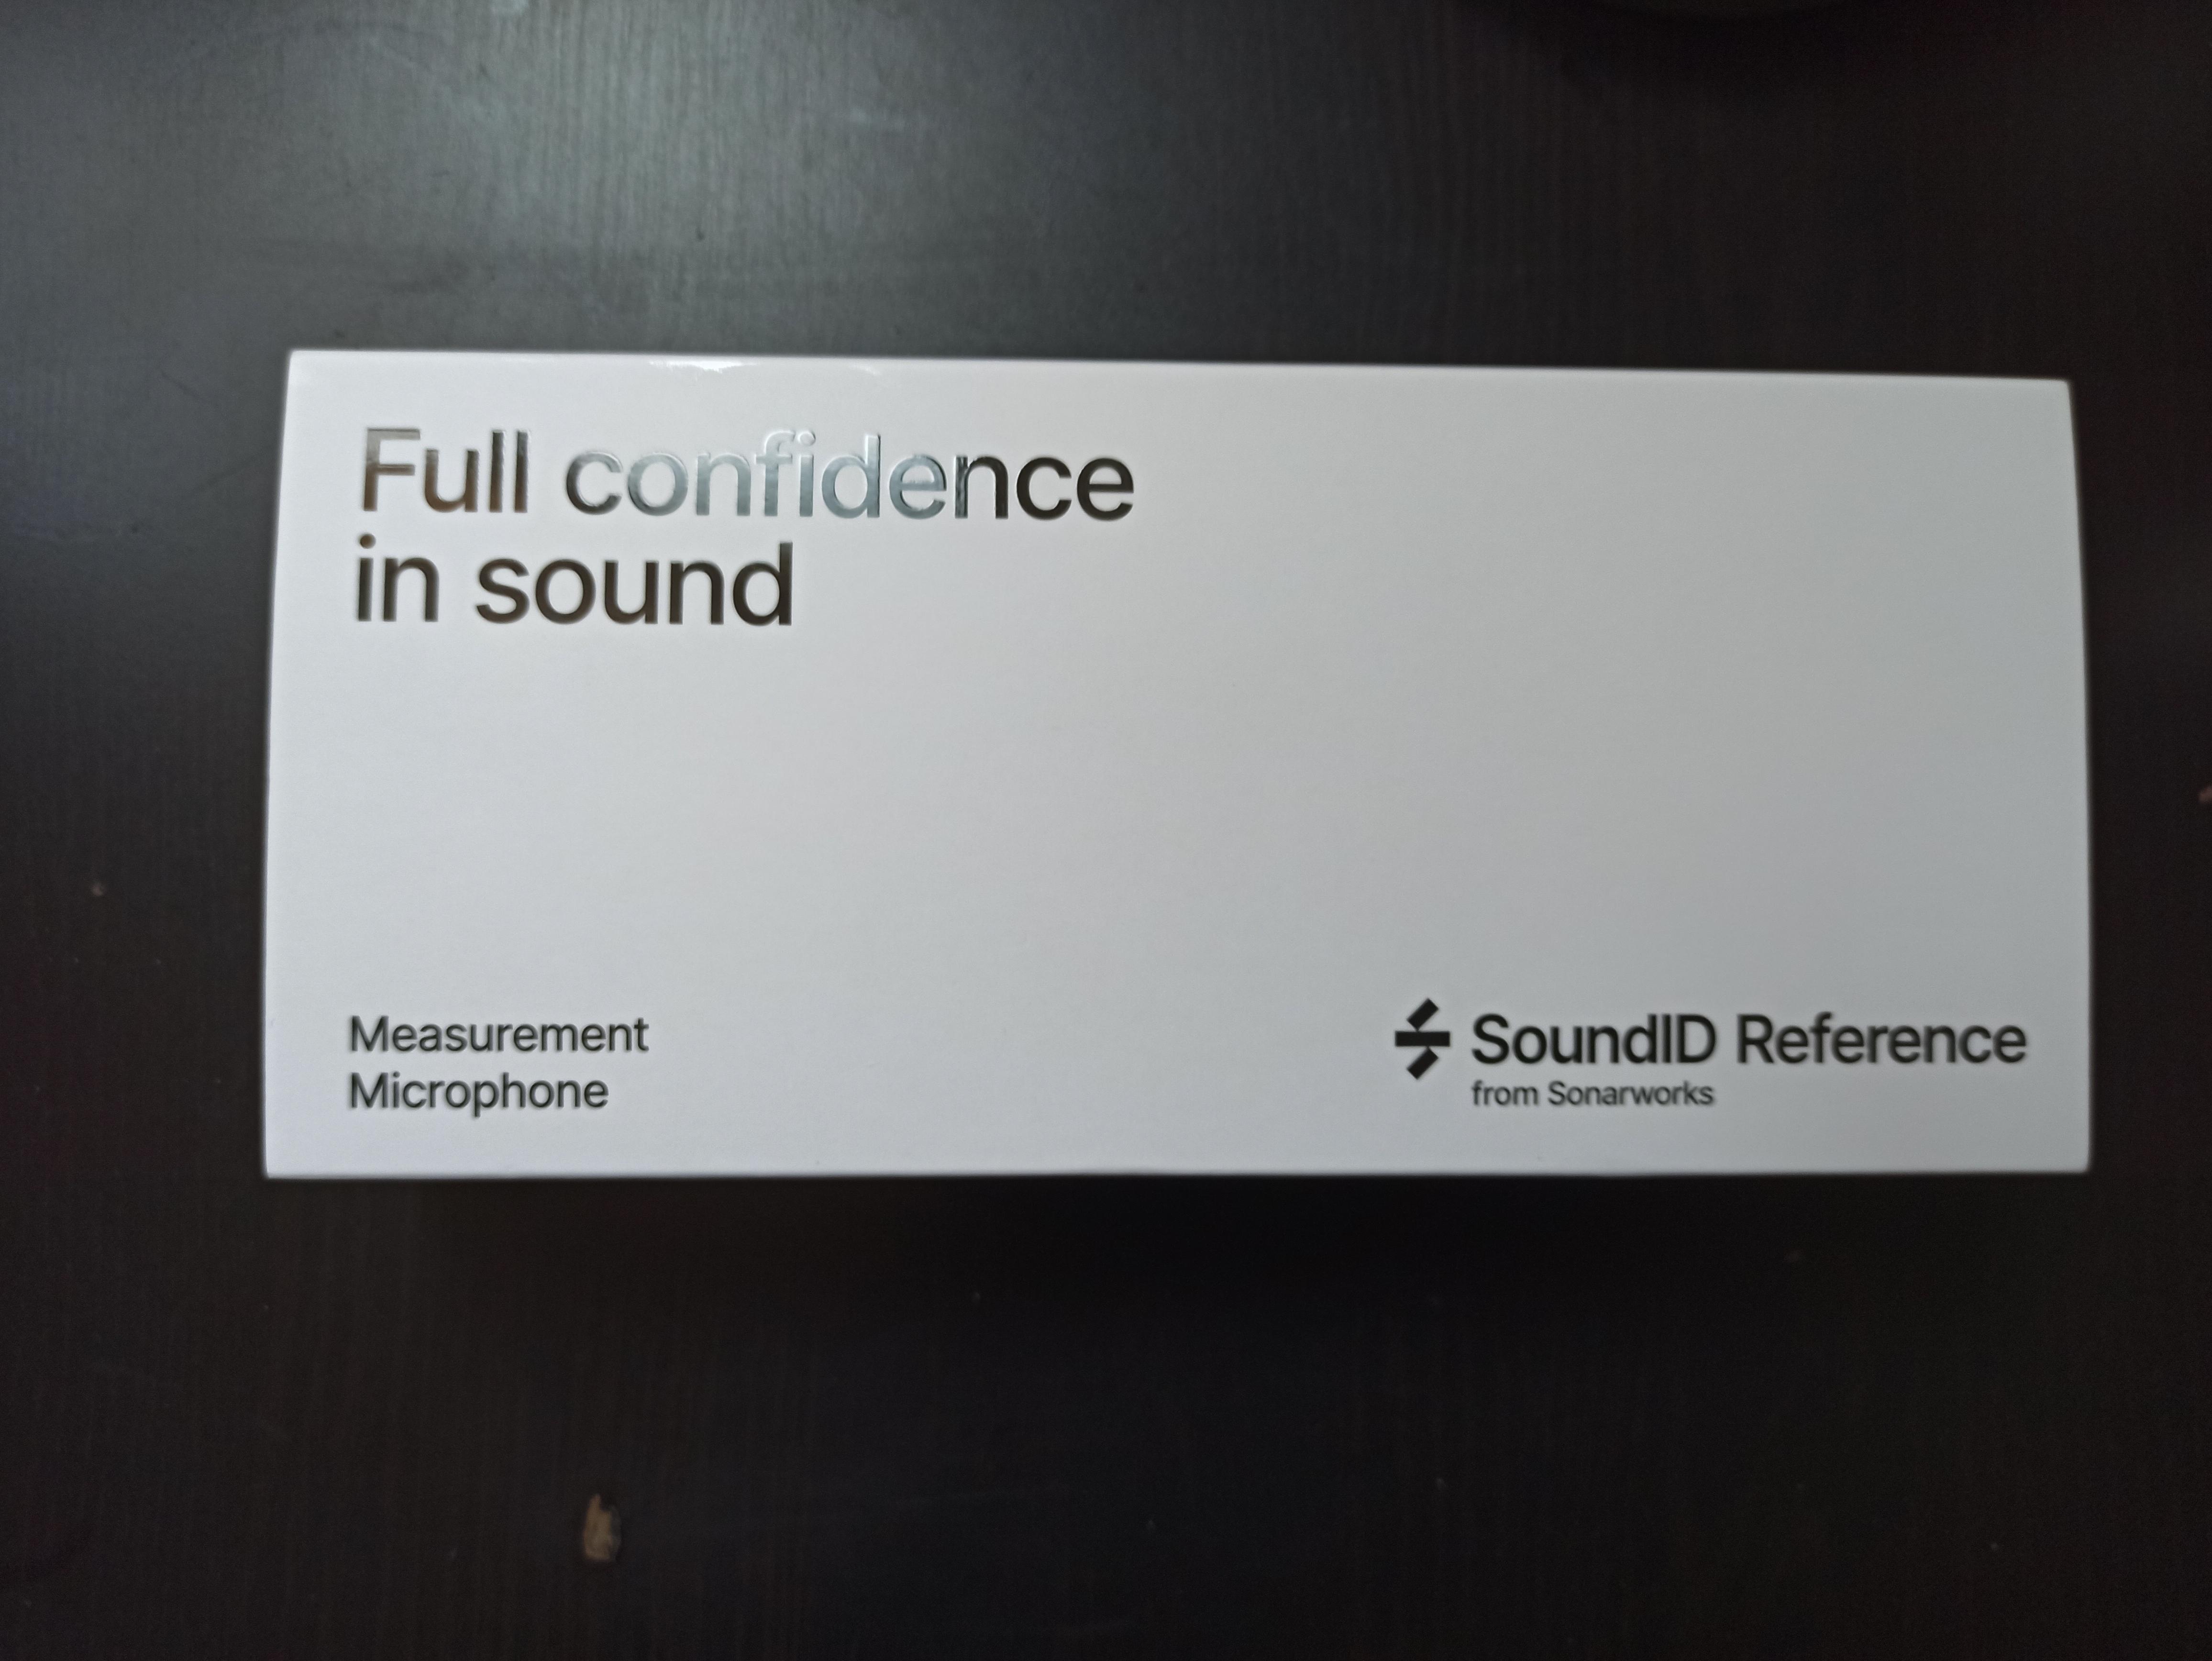 Full confidence
in sound
Measurement
Microphone
SoundID Reference
from Sonarworks